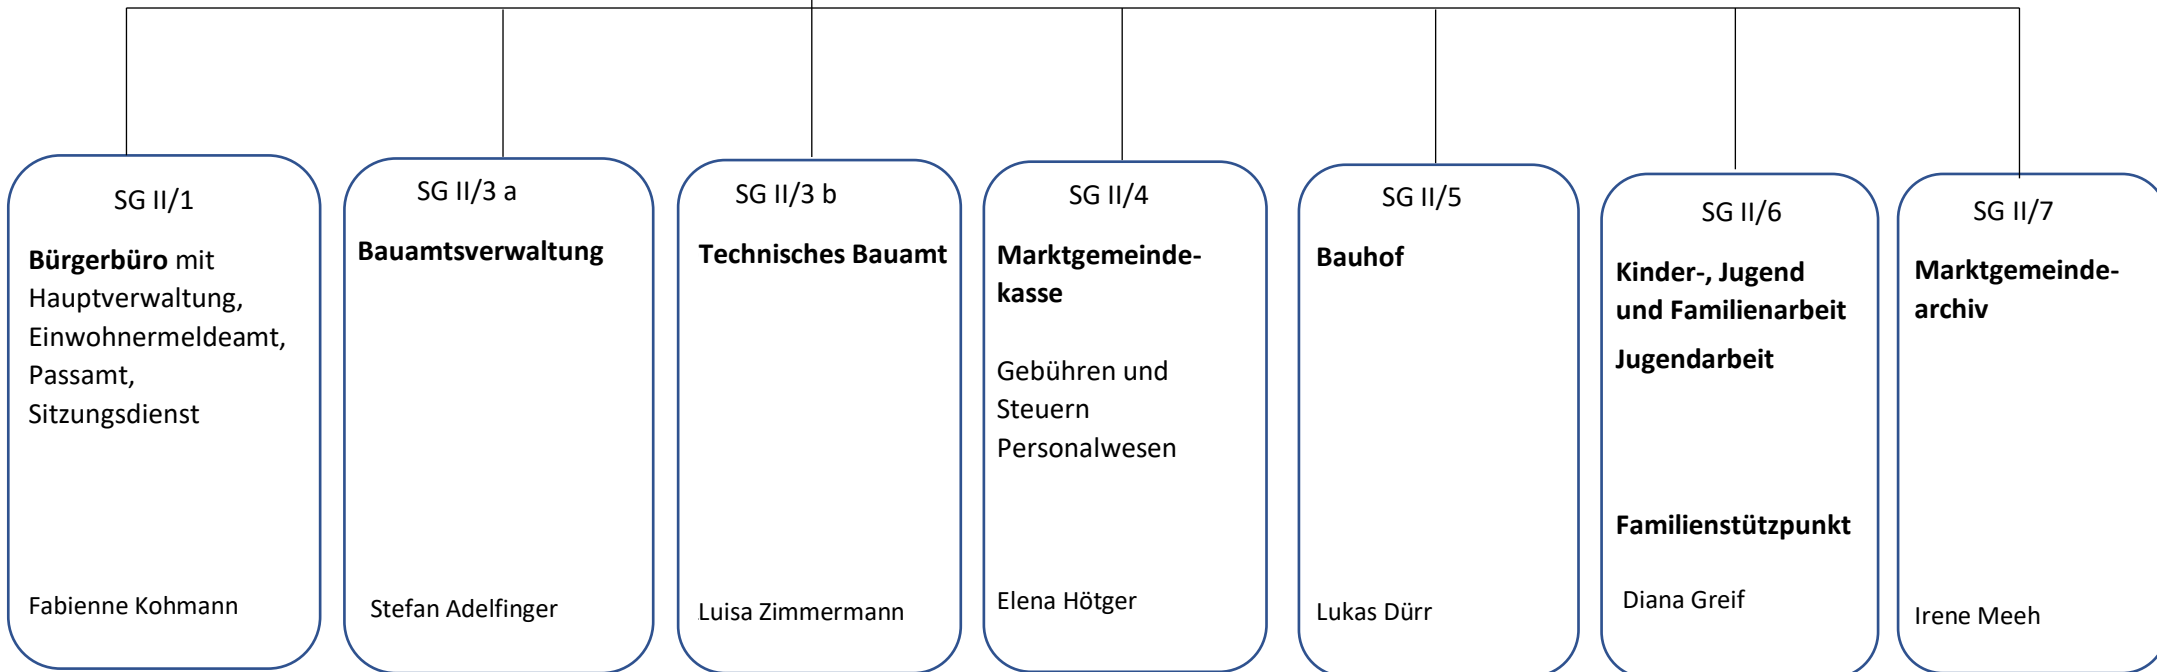 SG II/1
Bürgerbüro mit
Hauptverwaltung,
Einwohnermeldeamt,
Passamt,
Sitzungsdienst
Fabienne Kohmann
SG II/3 a
Bauamtsverwaltung
Stefan Adelfinger
SG II/3 b
Technisches Bauamt
Luisa Zimmermann
SG II/4
Marktgemeinde-
kasse
Gebühren und
Steuern
Personalwesen
Elena Hötger
SG II/5
Bauhof
Lukas Dürr
SG II/6
Kinder-, Jugend
und Familienarbeit
Jugendarbeit
Familienstützpunkt
Diana Greif
SG II/7
Marktgemeinde-
archiv
Irene Meeh